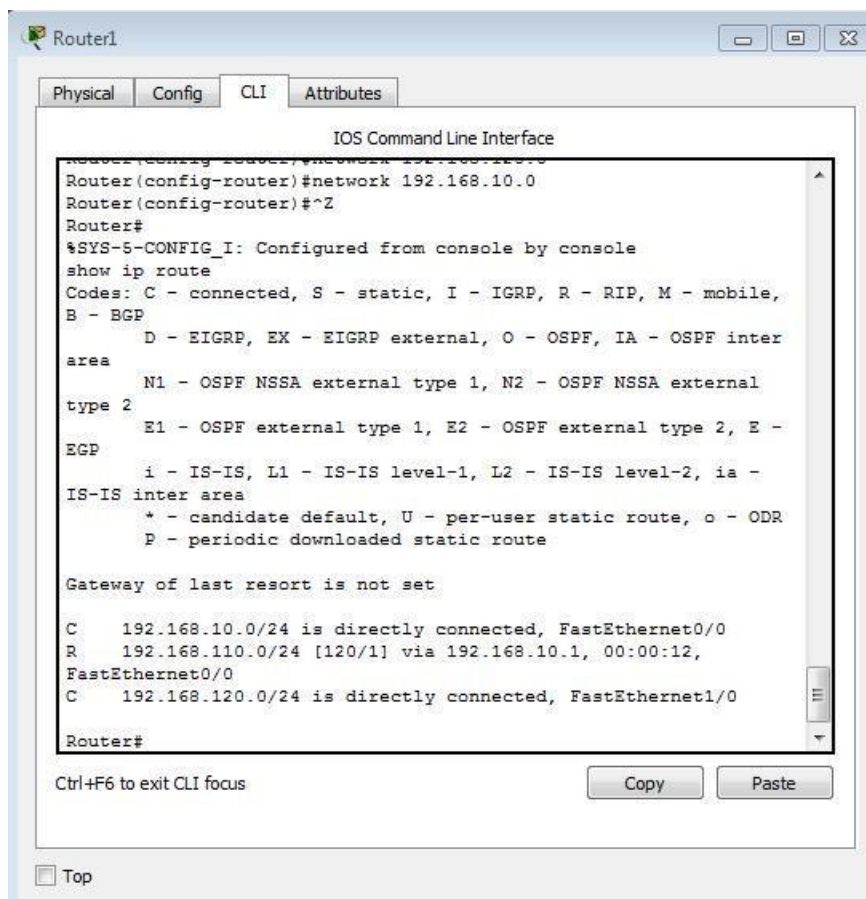 Router1
Physical
Config
CLI
Attributes
IOS Command Line Interface
Router(config-router)#network 192.168.120.0
Router(config-router)#network 192.168.10.0
Router(config-router)#^Z
Router#
%SYS-5-CONFIG_I: Configured from console by console
show ip route
Codes: C - connected, S - static, I - IGRP, R - RIP, M - mobile,
B - BGP
D - EIGRP, EX - EIGRP external, O - OSPF, IA - OSPF inter
area
N1 - OSPF NSSA external type 1, N2 - OSPF NSSA external
type 2
E1 - OSPF external type 1, E2 - OSPF external type 2, E -
EGP
i - IS-IS, L1 - IS-IS level-1, L2 - IS-IS level-2, ia -
IS-IS inter area
* - candidate default, U - per-user static route, o - ODR
P - periodic downloaded static route
Gateway of last resort is not set
C 192.168.10.0/24 is directly connected, FastEthernet0/0
R 192.168.110.0/24 [120/1] via 192.168.10.1, 00:00:12,
FastEthernet0/0
C 192.168.120.0/24 is directly connected, FastEthernet1/0
Router#
Ctrl+F6 to exit CLI focus
Copy
Paste
Top